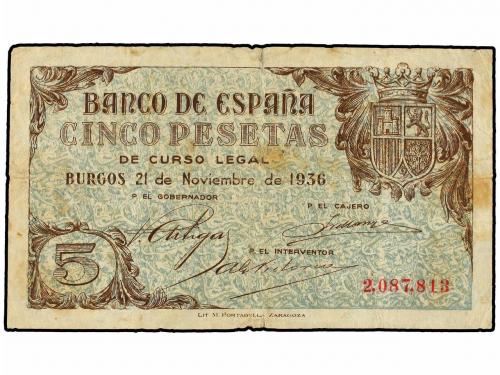 BANCO DE ESPAÑA
CINCO PESETAS
DE CURSO LEGAL
BURGOS 21 de Noviembre de 1936
P. EL GOBERNADOR
P. EL CAJERO
P. EL INTERVENTOR
5
2,087,813
LIT. M. PORTABELLA. ZARAGOZA